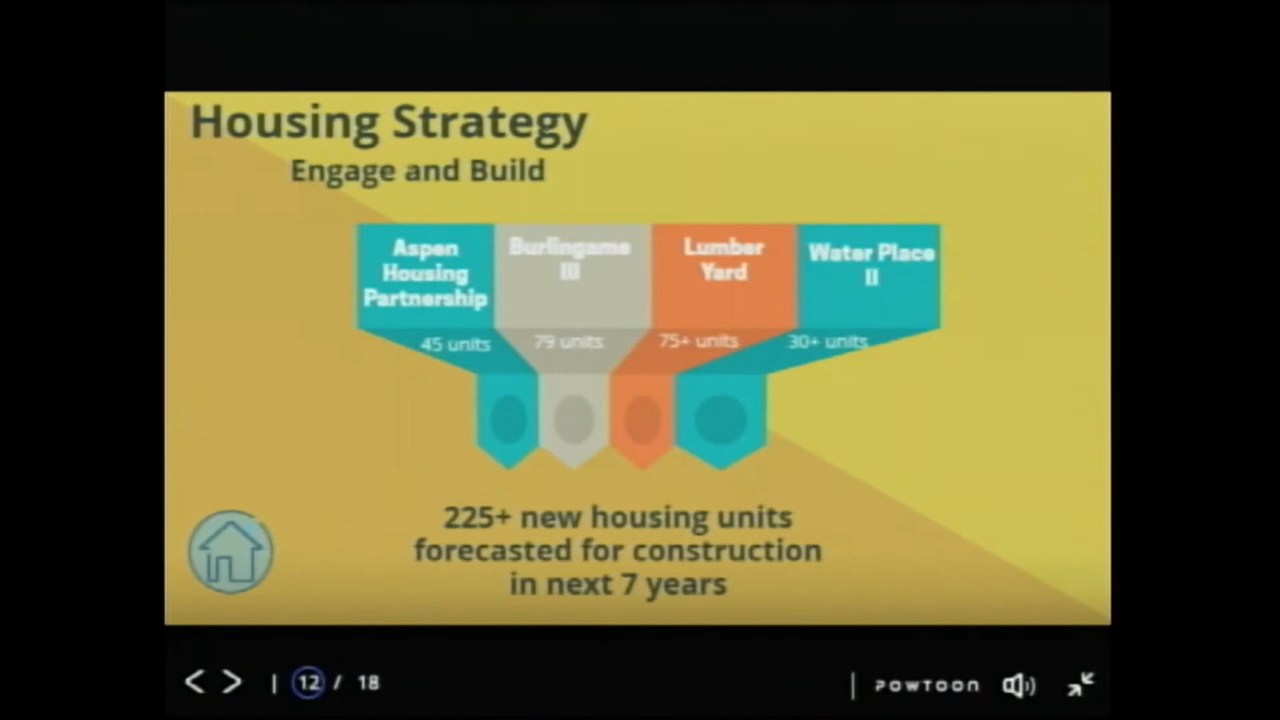 Housing Strategy
Engage and Build
Aspen
Housing
Partnership
Burlingame
III
Lumber
Yard
Water Place
II
45 units
79 units
75+ units
30+ units
225+ new housing units
forecasted for construction
in next 7 years
< > | 12 / 18
| POWTOON